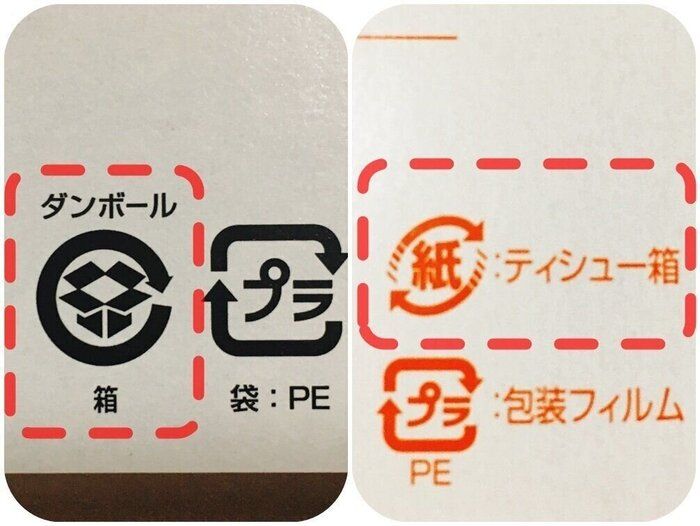 ダンボール
箱
プラ
袋：PE
紙:ティシュー箱
プラ:包装フィルム
PE